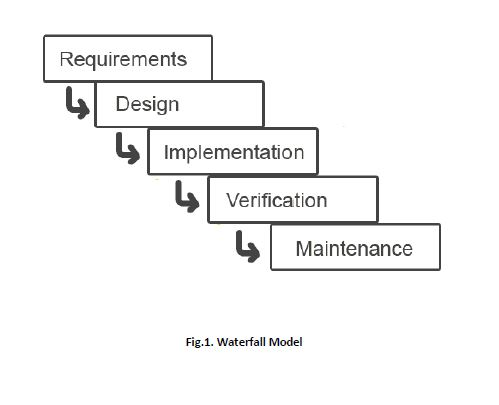 Requirements
Design
Implementation
Verification
Maintenance
Fig.1. Waterfall Model